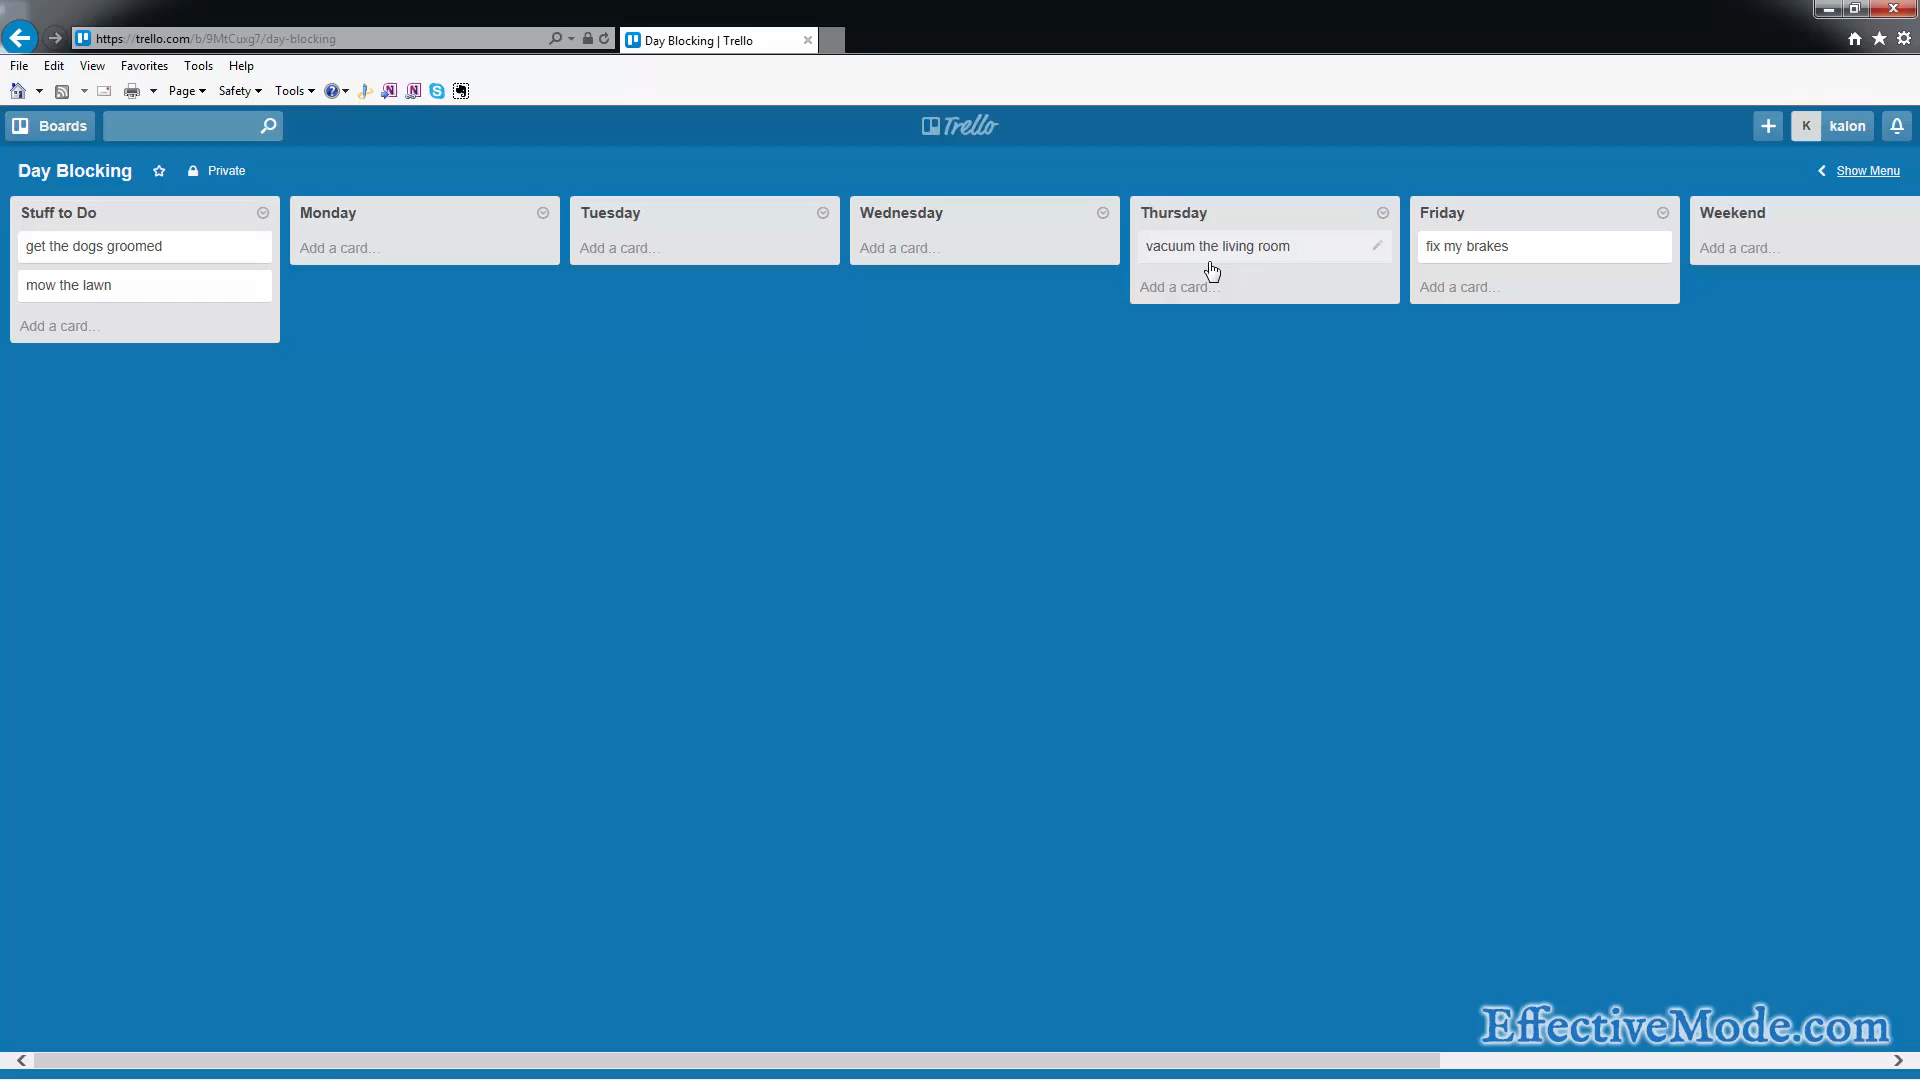 https://trello.com/b/9MtCuxg7/day-blocking
Day Blocking | Trello
File Edit View Favorites Tools Help
Page Safety Tools
Boards
Trello
K kalon
Day Blocking
Private
Show Menu
Stuff to Do
get the dogs groomed
mow the lawn
Add a card...
Monday
Add a card...
Tuesday
Add a card...
Wednesday
Add a card...
Thursday
vacuum the living room
Add a card...
Friday
fix my brakes
Add a card...
Weekend
Add a card...
EffectiveMode.com